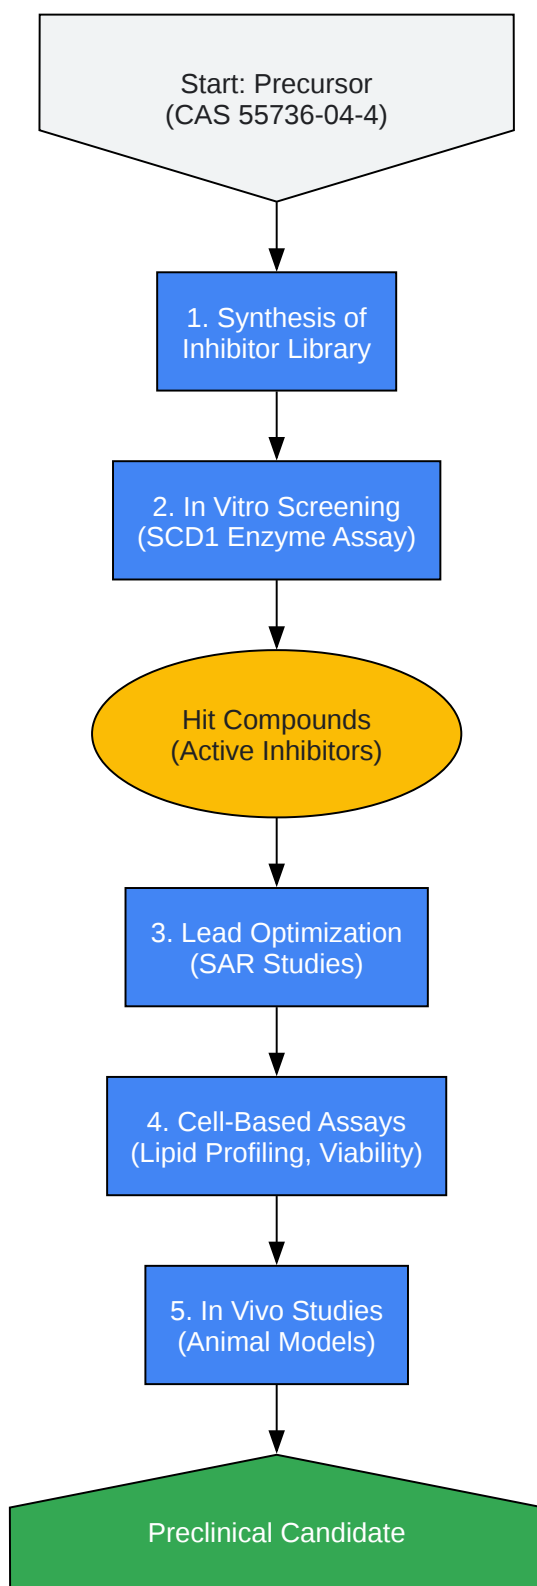 Start: Precursor
(CAS 55736-04-4)
1. Synthesis of
Inhibitor Library
2. In Vitro Screening
(SCD1 Enzyme Assay)
Hit Compounds
(Active Inhibitors)
3. Lead Optimization
(SAR Studies)
4. Cell-Based Assays
(Lipid Profiling, Viability)
5. In Vivo Studies
(Animal Models)
Preclinical Candidate